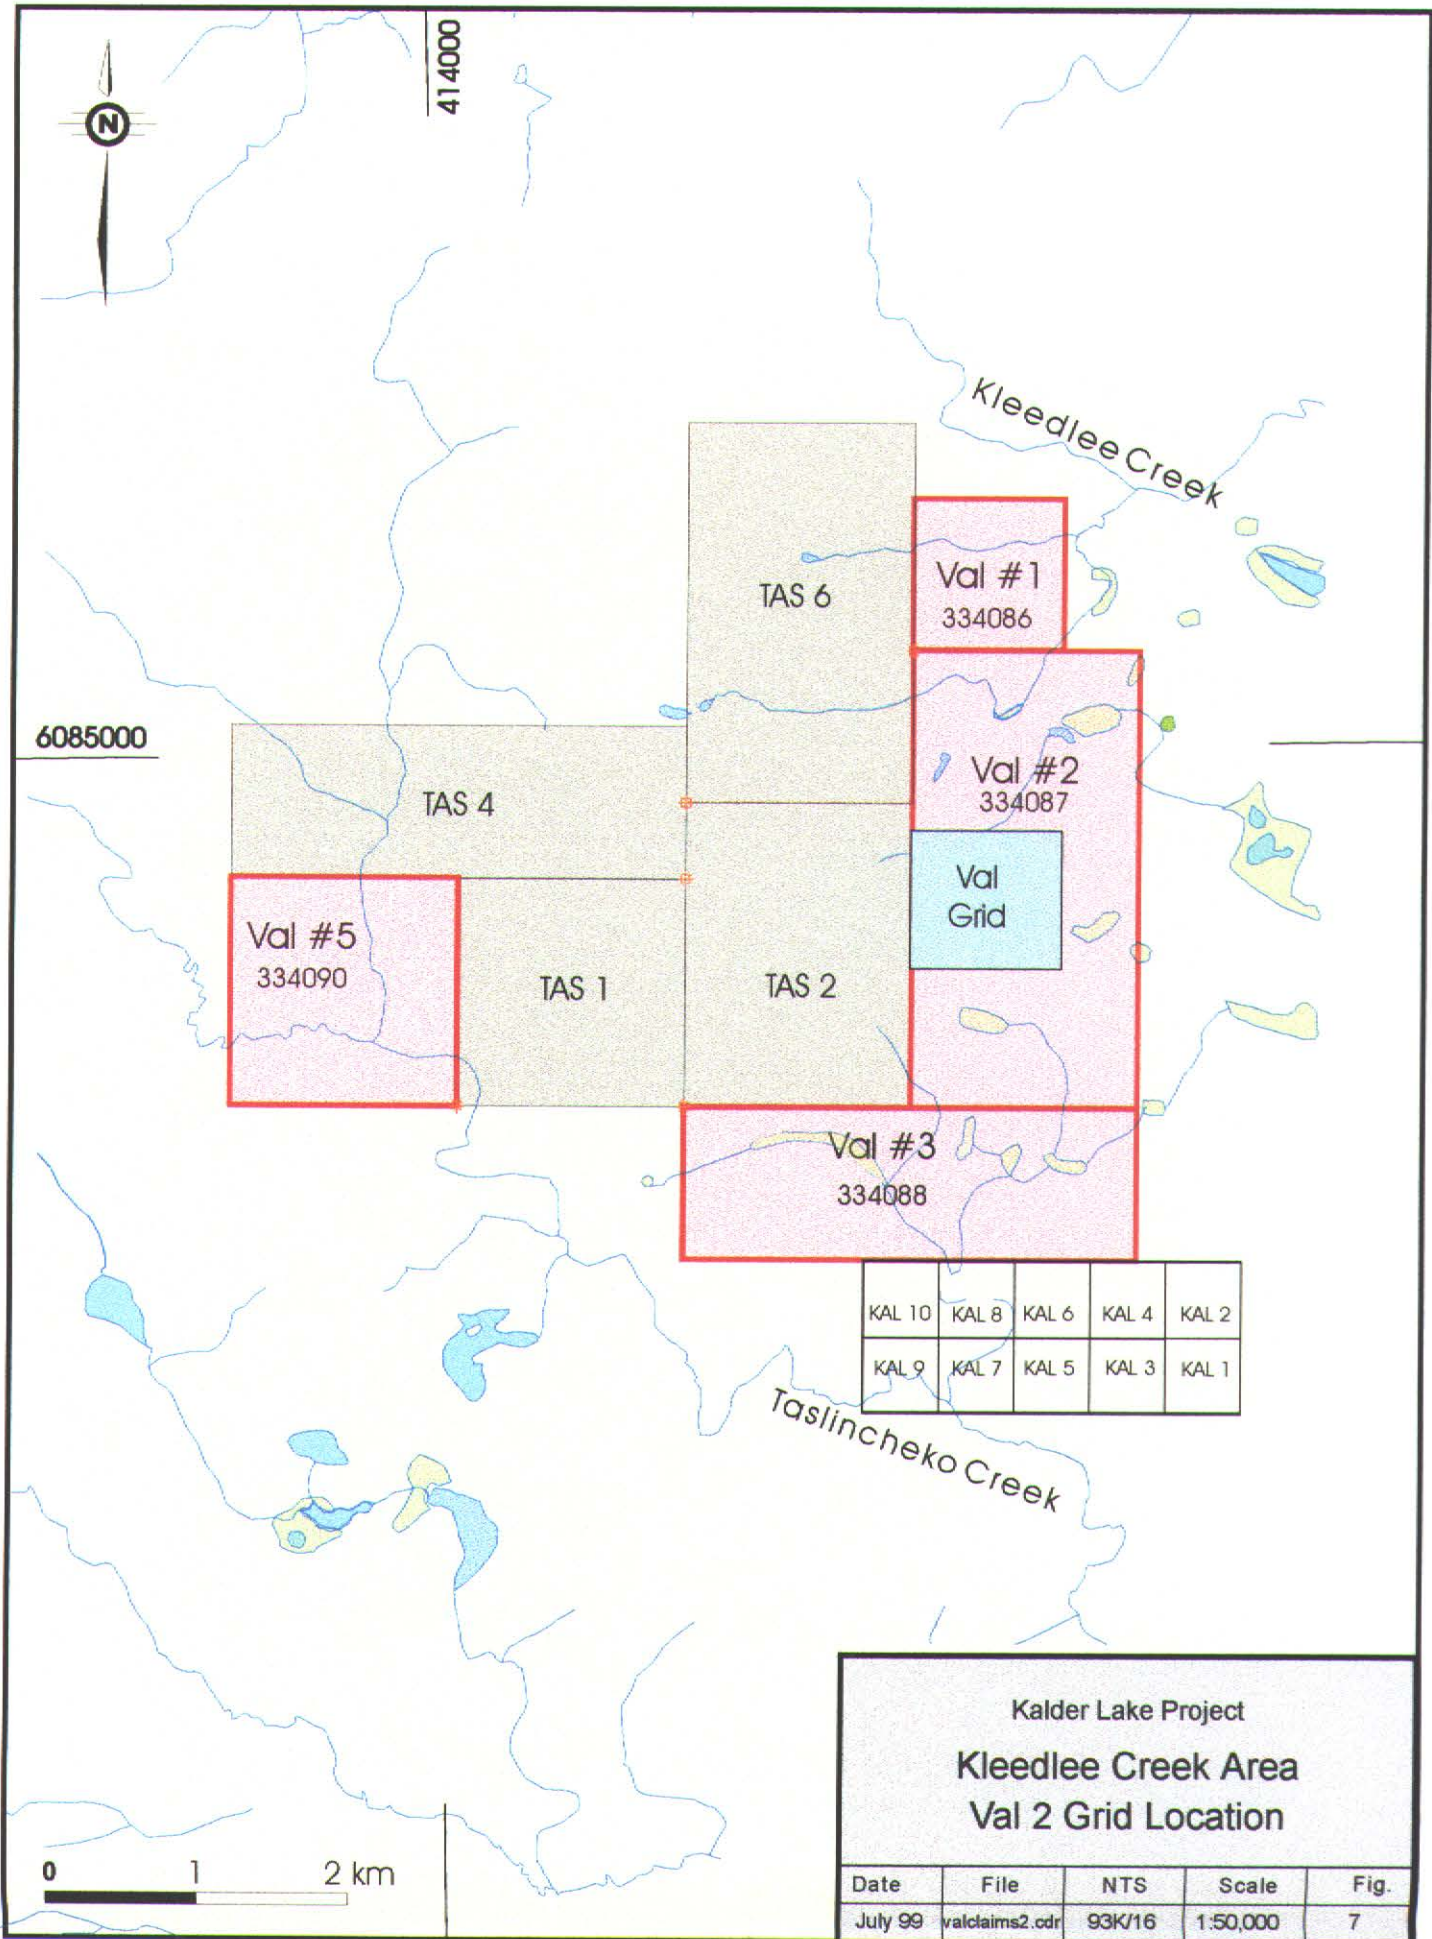 414000
N
Kleedlee Creek
Val #1
334086
TAS 6
6085000
Val #2
334087
TAS 4
Val
Grid
Val #5
334090
TAS 1
TAS 2
Val #3
334088
KAL 10 KAL 8 KAL 6 KAL 4 KAL 2
KAL 9 KAL 7 KAL 5 KAL 3 KAL 1
Taslincheko Creek
Kalder Lake Project
Kleedlee Creek Area
Val 2 Grid Location
0 1 2 km
Date File NTS Scale Fig.
July 99 valclaims2.cdr 93K/16 1:50,000 7